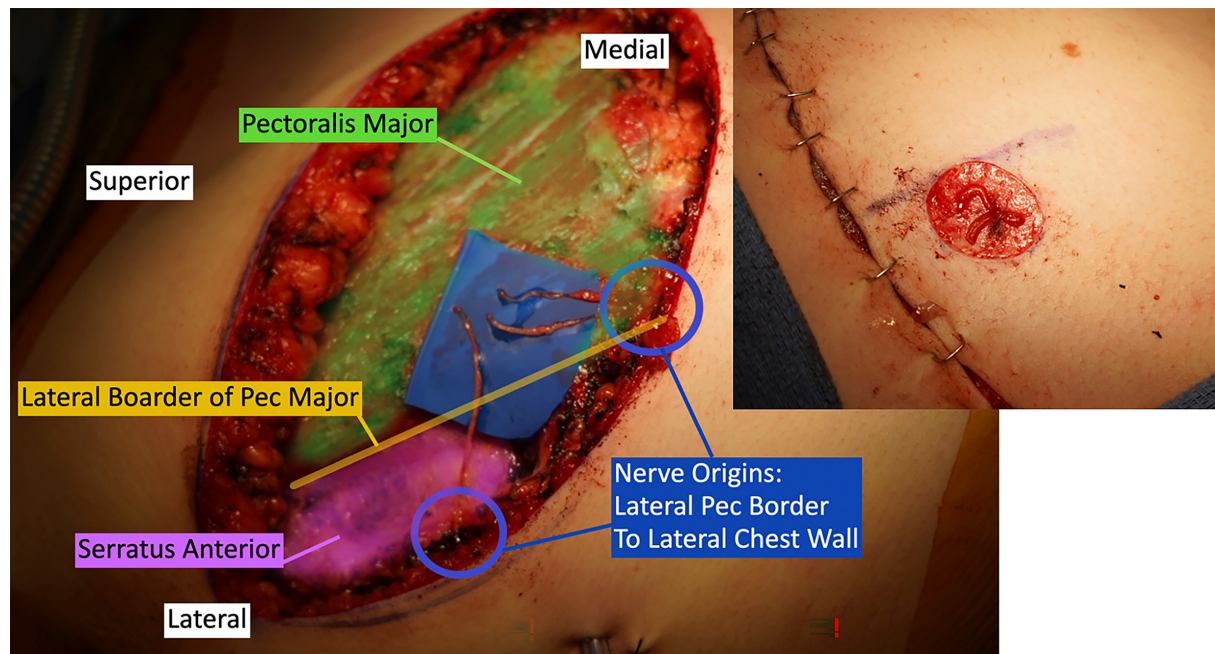 Medial
Pectoralis Major
Superior
Lateral Boarder of Pec Major
Nerve Origins:
Lateral Pec Border
To Lateral Chest Wall
Serratus Anterior
Lateral